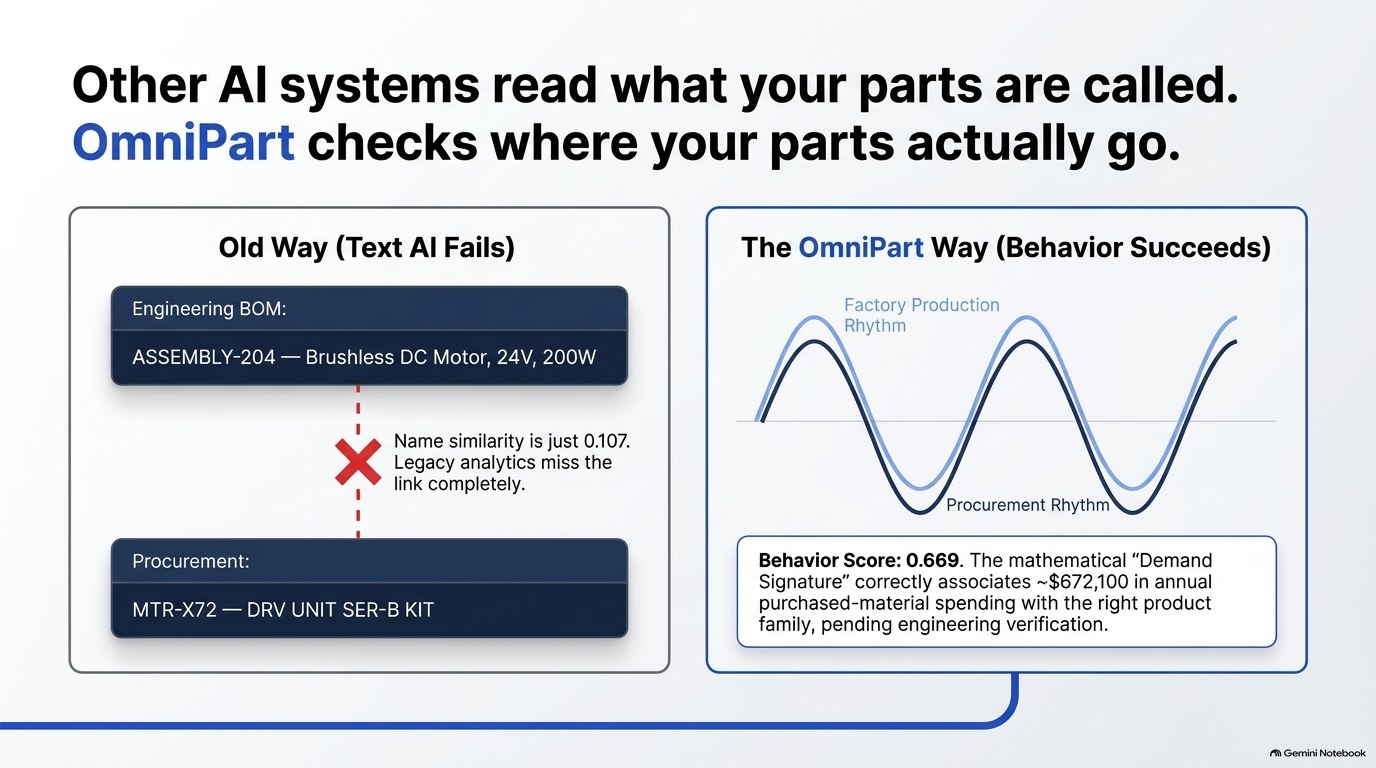 Other AI systems read what your parts are called.
OmniPart checks where your parts actually go.
Old Way (Text AI Fails)
Engineering BOM:
ASSEMBLY-204 — Brushless DC Motor, 24V, 200W
Name similarity is just 0.107.
Legacy analytics miss the
link completely.
Procurement:
MTR-X72 — DRV UNIT SER-B KIT
The OmniPart Way (Behavior Succeeds)
Factory Production
Rhythm
Procurement Rhythm
Behavior Score: 0.669. The mathematical “Demand
Signature” correctly associates ~$672,100 in annual
purchased-material spending with the right product
family, pending engineering verification.
Gemini Notebook